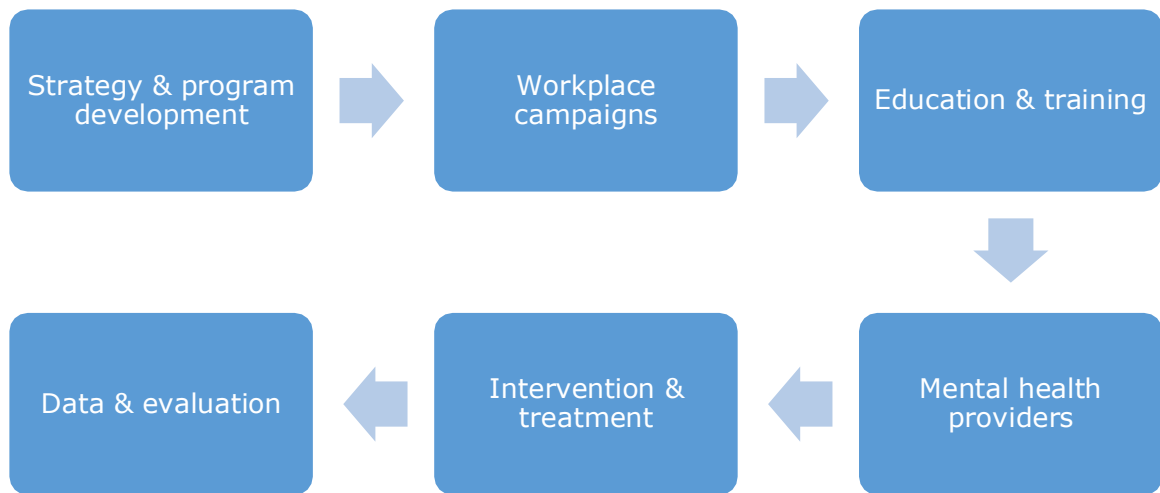 Strategy & program
development
Workplace
campaigns
Education & training
Mental health
providers
Intervention &
treatment
Data & evaluation